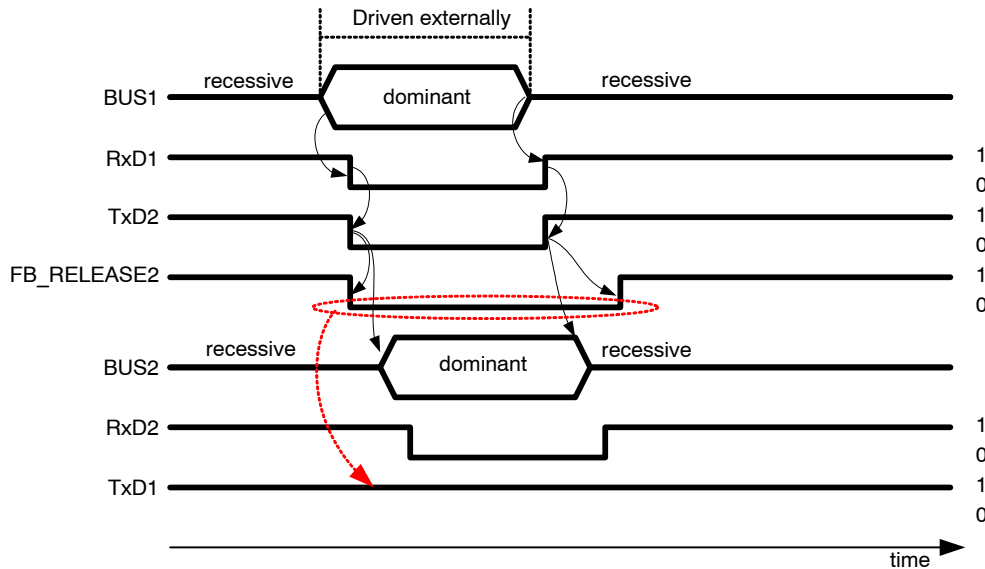 Driven externally
recessive
recessive
BUS1
dominant
RxD1
1
0
TxD2
1
0
FB_RELEASE2
1
0
recessive
recessive
BUS2
dominant
RxD2
1
0
TxD1
1
0
time